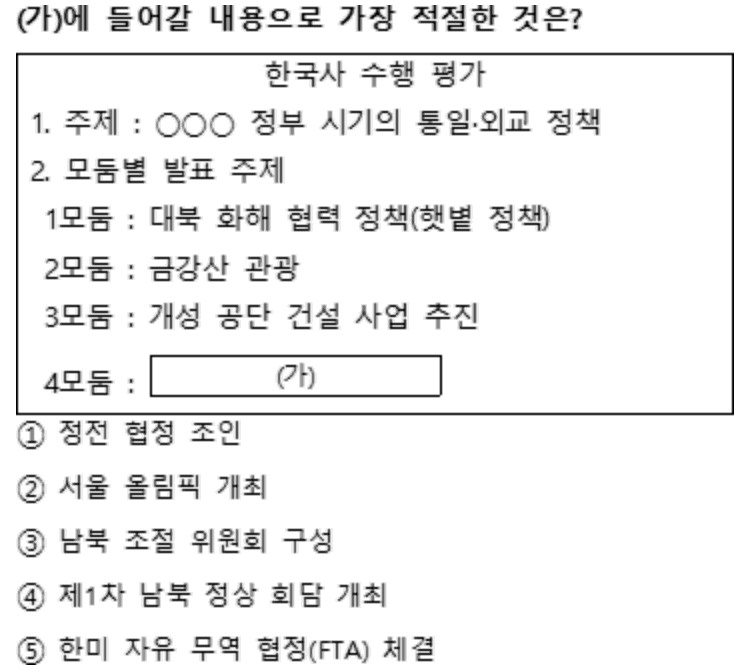 (가)에 들어갈 내용으로 가장 적절한 것은?
한국사 수행 평가
1. 주제 : ○○○ 정부 시기의 통일·외교 정책
2. 모둠별 발표 주제
1모둠 : 대북 화해 협력 정책(햇볕 정책)
2모둠 : 금강산 관광
3모둠 : 개성 공단 건설 사업 추진
4모둠 : (가)
① 정전 협정 조인
② 서울 올림픽 개최
③ 남북 조절 위원회 구성
④ 제1차 남북 정상 회담 개최
⑤ 한미 자유 무역 협정(FTA) 체결